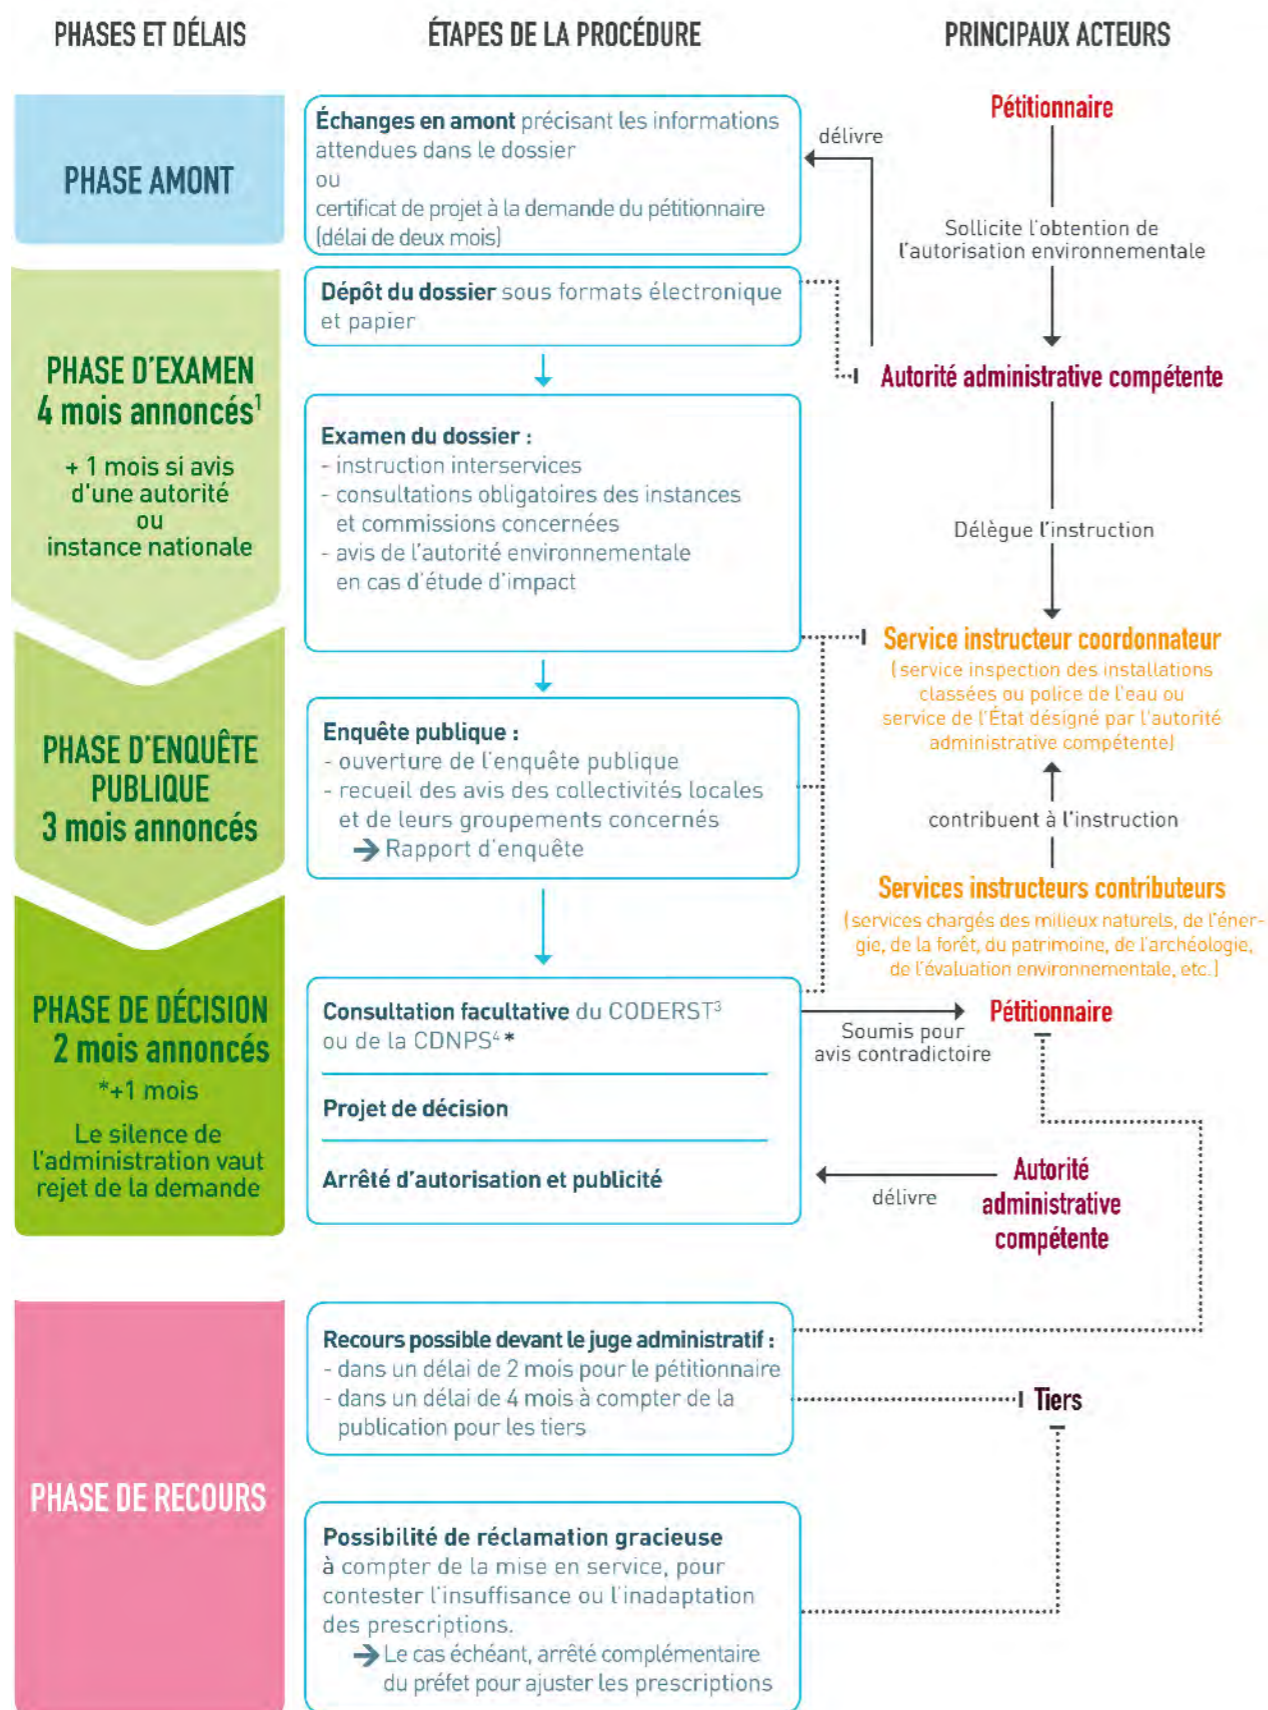 PHASES ET DÉLAIS
ÉTAPES DE LA PROCÉDURE
PRINCIPAUX ACTEURS
PHASE AMONT
Échanges en amont précisant les informations
attendues dans le dossier
ou
certificat de projet à la demande du pétitionnaire
(délai de deux mois)
délivre
Pétitionnaire
Sollicite l'obtention de
l'autorisation environnementale
PHASE D'EXAMEN
4 mois annoncés¹
+ 1 mois si avis
d'une autorité
ou
instance nationale
Dépôt du dossier sous formats électronique
et papier
Autorité administrative compétente
Examen du dossier :
- instruction interservices
- consultations obligatoires des instances
et commissions concernées
- avis de l'autorité environnementale
en cas d'étude d'impact
Délègue l'instruction
Service instructeur coordonnateur
(service inspection des installations
classées ou police de l'eau ou
service de l'État désigné par l'autorité
administrative compétente)
PHASE D'ENQUÊTE
PUBLIQUE
3 mois annoncés
Enquête publique :
- ouverture de l'enquête publique
- recueil des avis des collectivités locales
et de leurs groupements concernés
→ Rapport d'enquête
contribuent à l'instruction
Services instructeurs contributeurs
(services chargés des milieux naturels, de l'éner-
gie, de la forêt, du patrimoine, de l'archéologie,
de l'évaluation environnementale, etc.)
PHASE DE DÉCISION
2 mois annoncés
*+1 mois
Le silence de
l'administration vaut
rejet de la demande
Consultation facultative du CODERST³
ou de la CDNPS⁴ *
Projet de décision
Arrêté d'autorisation et publicité
Soumis pour
avis contradictoire
Pétitionnaire
délivre
Autorité
administrative
compétente
PHASE DE RECOURS
Recours possible devant le juge administratif :
- dans un délai de 2 mois pour le pétitionnaire
- dans un délai de 4 mois à compter de la
publication pour les tiers
Tiers
Possibilité de réclamation gracieuse
à compter de la mise en service, pour
contester l'insuffisance ou l'inadaptation
des prescriptions.
→ Le cas échéant, arrêté complémentaire
du préfet pour ajuster les prescriptions